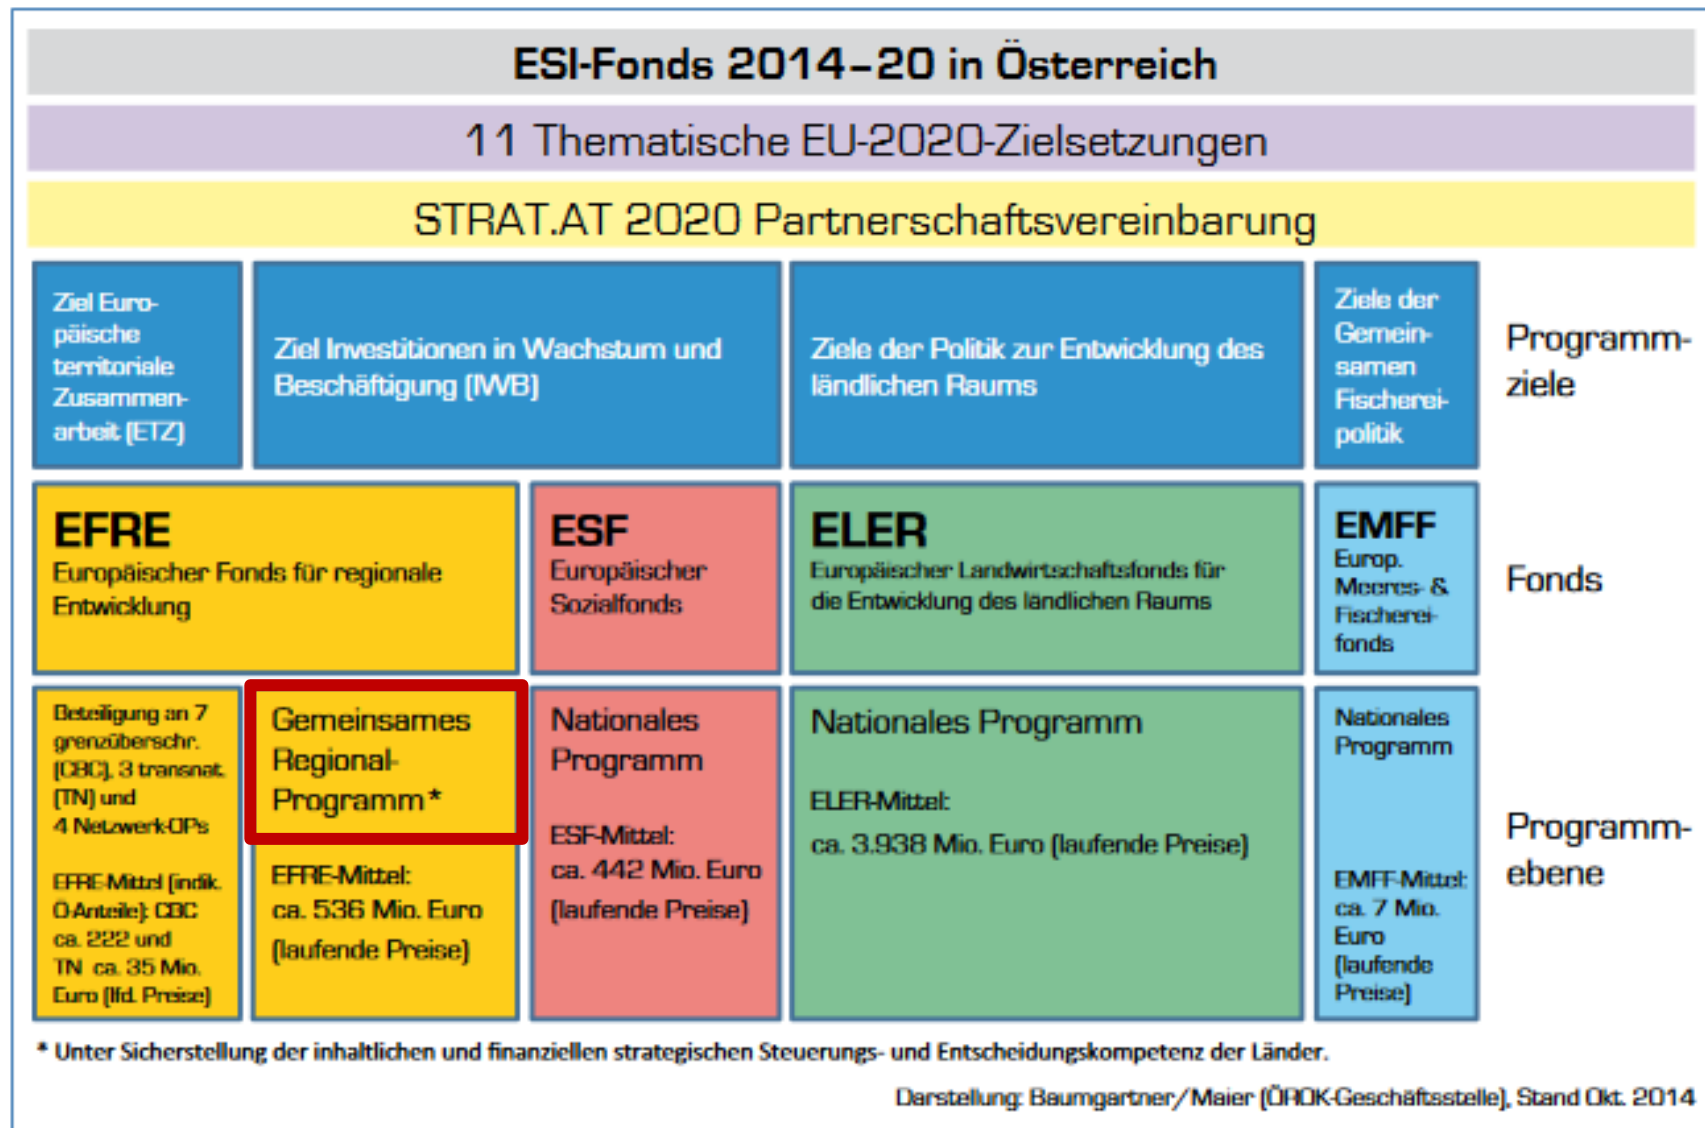 ESI-Fonds 2014–20 in Österreich
11 Thematische EU-2020-Zielsetzungen
STRAT.AT 2020 Partnerschaftsvereinbarung
Ziel Euro-
päische
territoriale
Zusammen-
arbeit (ETZ)
Ziel Investitionen in Wachstum und
Beschäftigung (IWB)
Ziele der Politik zur Entwicklung des
ländlichen Raums
Ziele der
Gemein-
samen
Fischerei-
politik
Programm-
ziele
EFRE
Europäischer Fonds für regionale
Entwicklung
ESF
Europäischer
Sozialfonds
ELER
Europäischer Landwirtschaftsfonds für
die Entwicklung des ländlichen Raums
EMFF
Europ.
Meeres- &
Fischerei-
fonds
Fonds
Beteiligung an 7
grenzüberschr.
(CBC), 3 transnat.
(TN) und
4 Netzwerk-OPs
EFRE-Mittel (indik.
Ö-Anteile): CBC
ca. 222 und
TN ca. 35 Mio.
Euro (lfd. Preise)
Gemeinsames
Regional-
Programm*
EFRE-Mittel:
ca. 536 Mio. Euro
(laufende Preise)
Nationales
Programm
ESF-Mittel:
ca. 442 Mio. Euro
(laufende Preise)
Nationales Programm
ELER-Mittel:
ca. 3.938 Mio. Euro (laufende Preise)
Nationales
Programm
EMFF-Mittel:
ca. 7 Mio.
Euro
(laufende
Preise)
Programm-
ebene
* Unter Sicherstellung der inhaltlichen und finanziellen strategischen Steuerungs- und Entscheidungskompetenz der Länder.
Darstellung: Baumgartner/Maier (ÖROK-Geschäftsstelle), Stand Okt. 2014